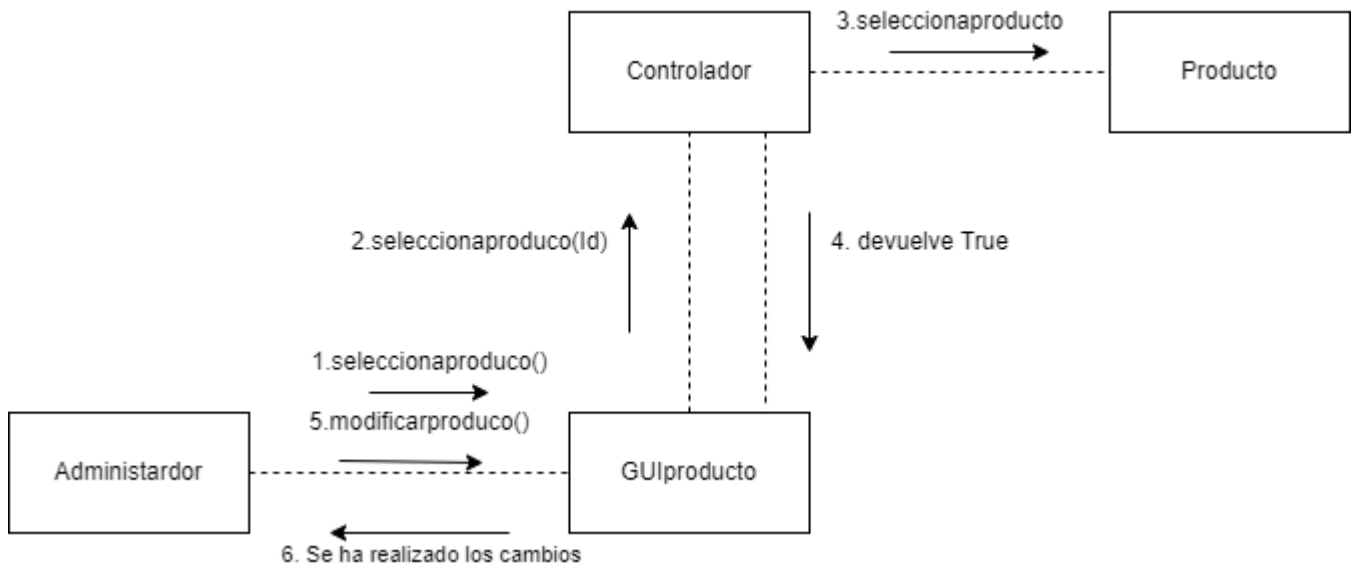 3.seleccionaproducto
Controlador
Producto
2.seleccionaproduco(Id)
4. devuelve True
1.seleccionaproduco()
5.modificarproduco()
Administardor
GUIproducto
6. Se ha realizado los cambios